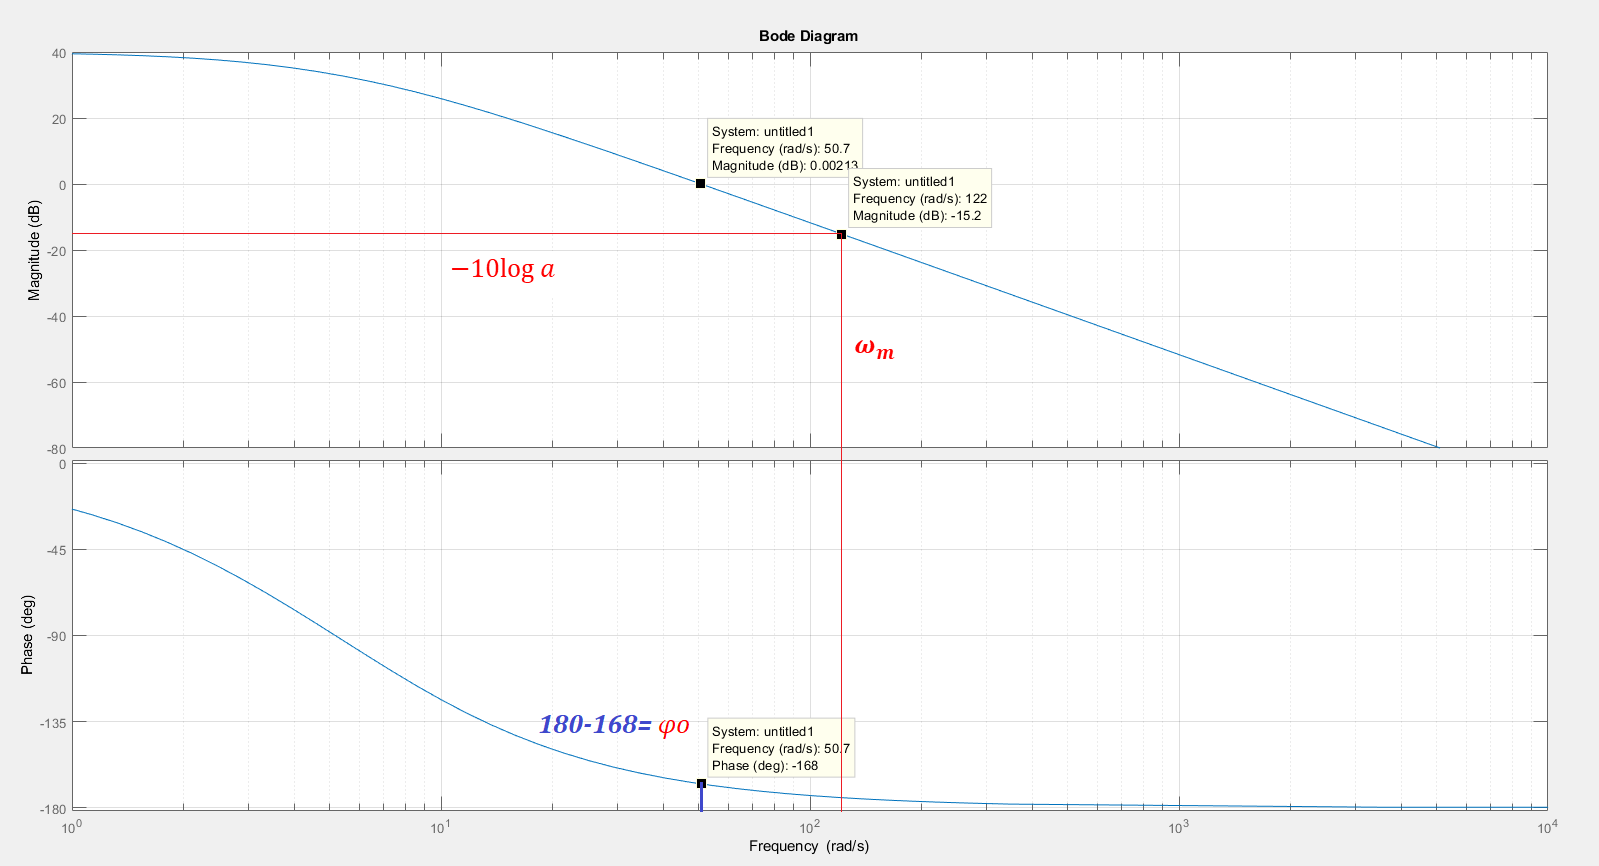 Bode Diagram
40
20
0
-20
-40
-60
-80
Magnitude (dB)
System: untitled1
Frequency (rad/s): 50.7
Magnitude (dB): 0.00213
System: untitled1
Frequency (rad/s): 122
Magnitude (dB): -15.2
−10log a
ωm
0
-45
-90
-135
-180
Phase (deg)
180-168= φo
System: untitled1
Frequency (rad/s): 50.7
Phase (deg): -168
10^0
10^1
10^2
10^3
10^4
Frequency (rad/s)